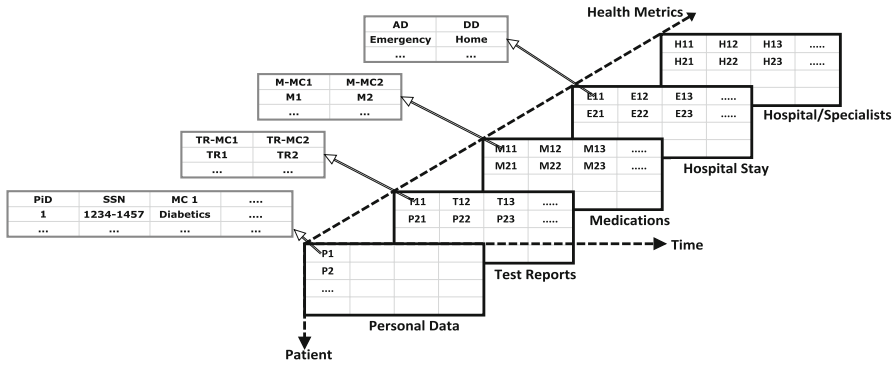 Health Metrics
AD DD
Emergency Home
... ...
H11 H12 H13 .....
H21 H22 H23 .....
Hospital/Specialists
M-MC1 M-MC2
M1 M2
... ...
E11 E12 E13 .....
E21 E22 E23 .....
Hospital Stay
TR-MC1 TR-MC2
TR1 TR2
... ...
M11 M12 M13 .....
M21 M22 M23 .....
Medications
PiD SSN MC 1 ....
1 1234-1457 Diabetics ....
... ... ... ...
T11 T12 T13 .....
P21 P22 P23 .....
Time
Test Reports
P1
P2
....
Personal Data
Patient